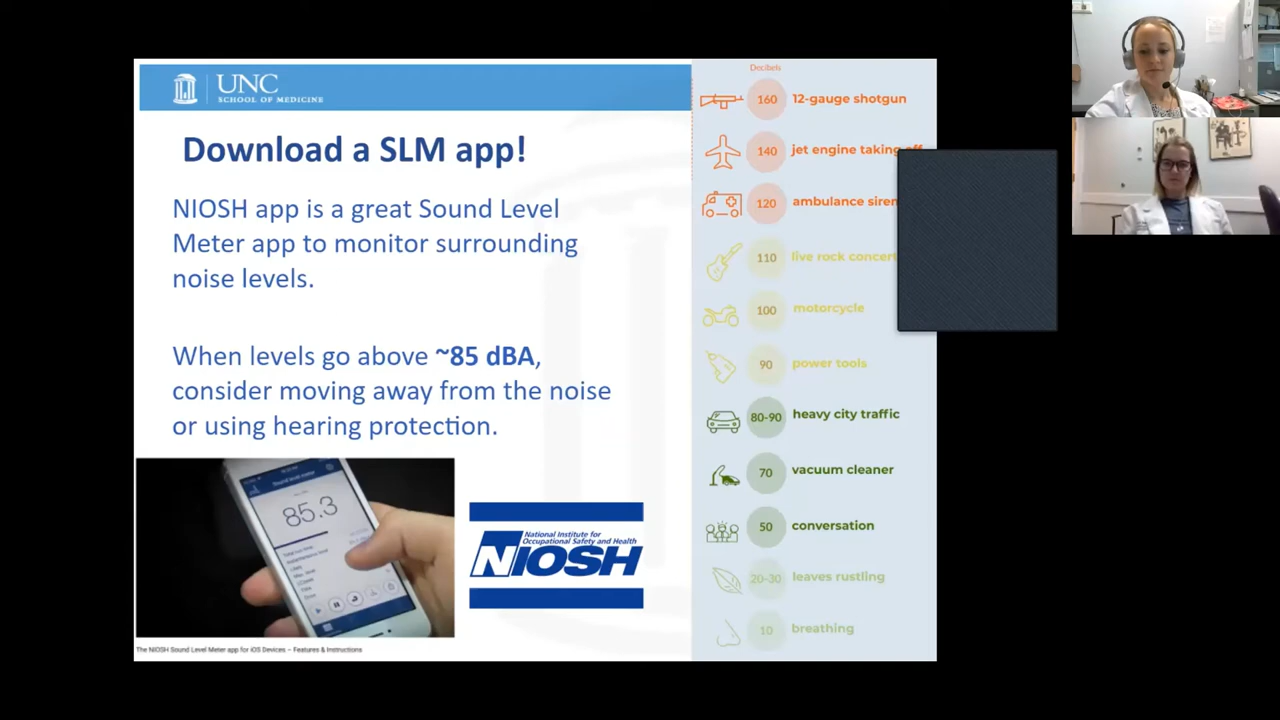 UNC
SCHOOL OF MEDICINE
Download a SLM app!
NIOSH app is a great Sound Level
Meter app to monitor surrounding
noise levels.
When levels go above ~85 dBA,
consider moving away from the noise
or using hearing protection.
Sound level meter
85.3
National Institute for
Occupational Safety and Health
NIOSH
The NIOSH Sound Level Meter app for iOS Devices – Features & Instructions
Decibels
160 12-gauge shotgun
140 jet engine taking off
120 ambulance siren
110 live rock concert
100 motorcycle
90 power tools
80-90 heavy city traffic
70 vacuum cleaner
50 conversation
20-30 leaves rustling
10 breathing